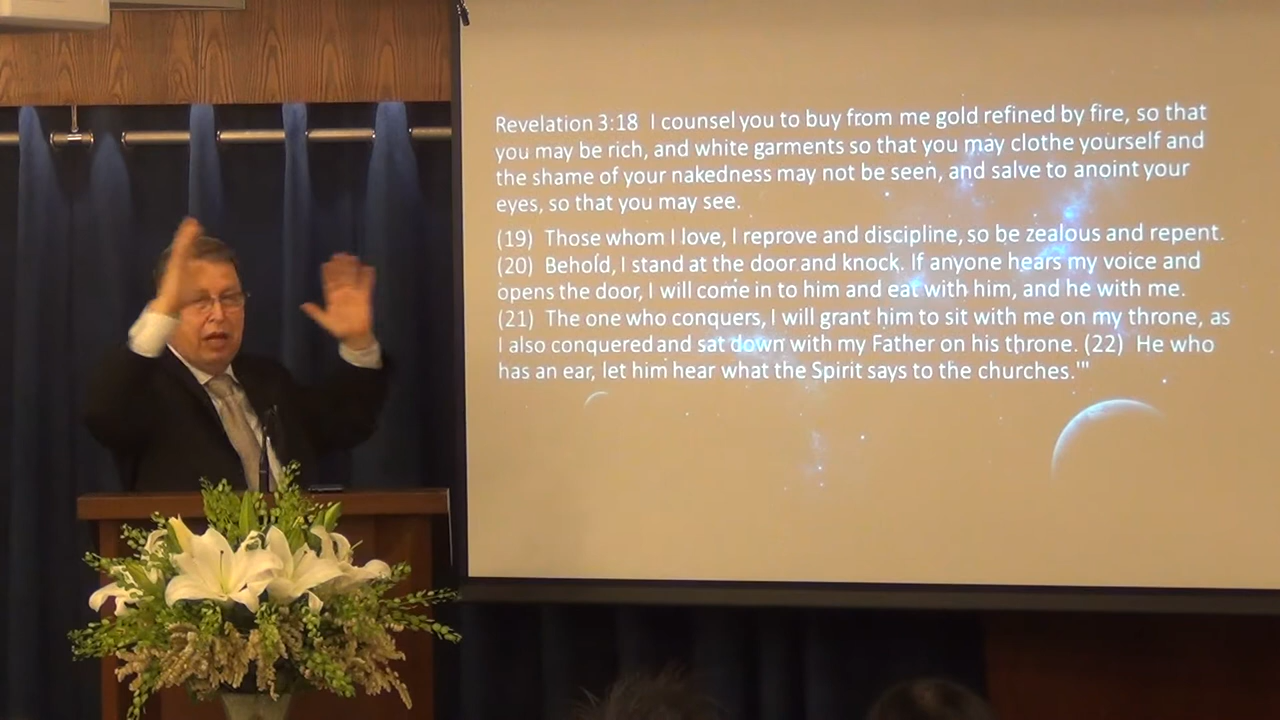 Revelation 3:18 I counsel you to buy from me gold refined by fire, so that
you may be rich, and white garments so that you may clothe yourself and
the shame of your nakedness may not be seen, and salve to anoint your
eyes, so that you may see.
(19) Those whom I love, I reprove and discipline, so be zealous and repent.
(20) Behold, I stand at the door and knock. If anyone hears my voice and
opens the door, I will come in to him and eat with him, and he with me.
(21) The one who conquers, I will grant him to sit with me on my throne, as
I also conquered and sat down with my Father on his throne. (22) He who
has an ear, let him hear what the Spirit says to the churches.'"